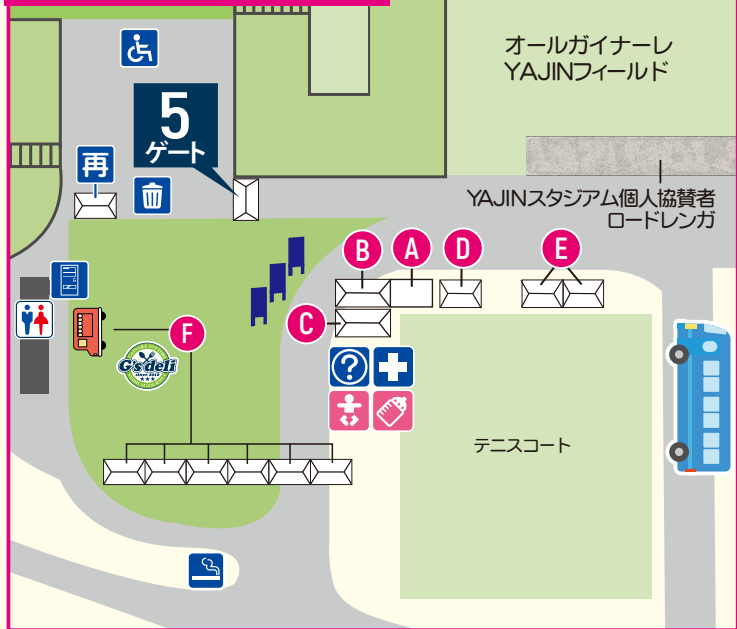 オールガイナーレ
YAJINフィールド
5
ゲート
再
YAJINスタジアム個人協賛者
ロードレンガ
B
A
D
E
C
F
G's deli
?
テニスコート